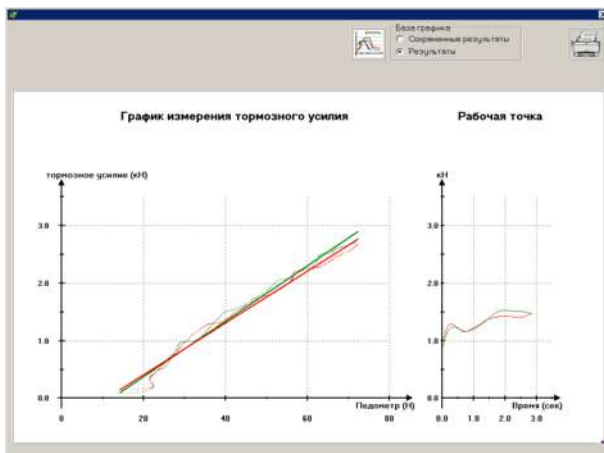 База графика
Сохраненные результаты
Результаты
График измерения тормозного усилия
Рабочая точка
тормозное усилие (кН)
кН
3.0
3.0
2.0
2.0
1.0
1.0
0.0
0.0
Педометр (Н)
Время (сек)
0 20 40 60 80
0.0 1.0 2.0 3.0